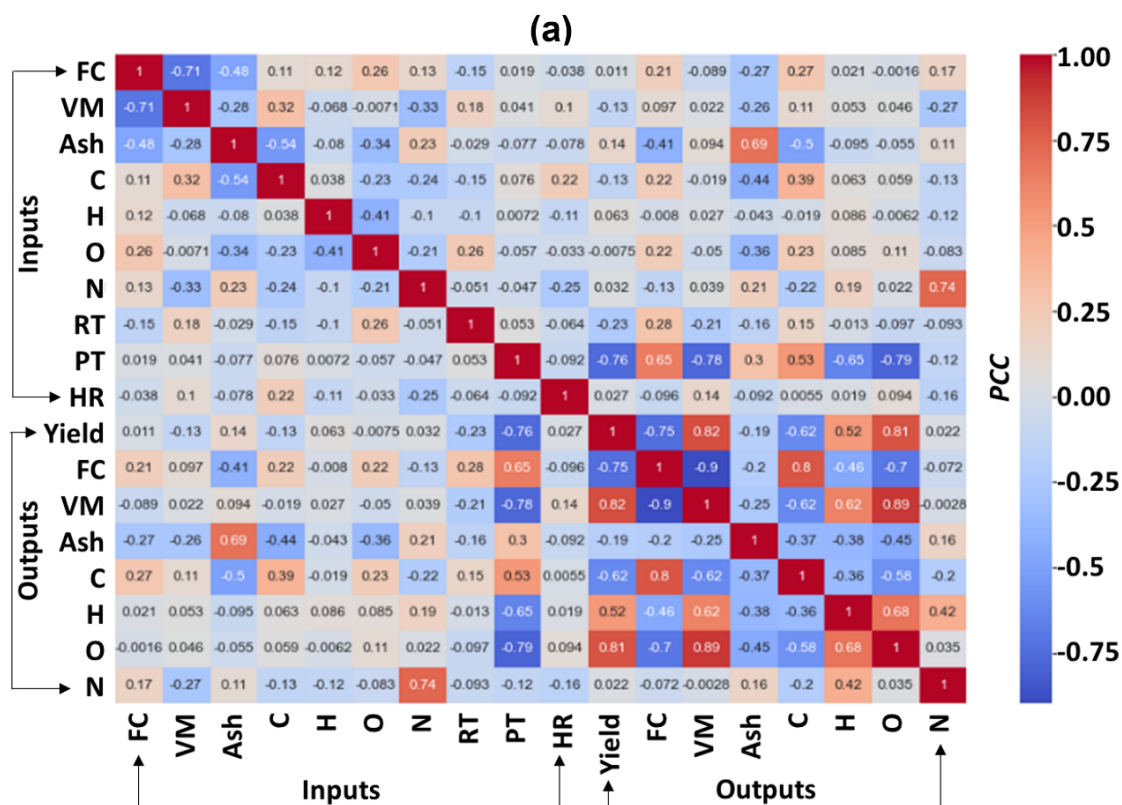 (a)
FC 1 -0.71 -0.48 0.11 0.12 0.26 0.13 -0.15 0.019 -0.038 0.011 0.21 -0.089 -0.27 0.27 0.021 -0.0016 0.17
VM -0.71 1 -0.28 0.32 -0.068 -0.0071 -0.33 0.18 0.041 0.1 -0.13 0.097 0.022 -0.26 0.11 0.053 0.046 -0.27
Ash -0.48 -0.28 1 -0.54 -0.08 -0.34 0.23 -0.029 -0.077 -0.078 0.14 -0.41 0.094 0.69 -0.5 -0.095 -0.055 0.11
C 0.11 0.32 -0.54 1 0.038 -0.23 -0.24 -0.15 0.076 0.22 -0.13 0.22 -0.019 -0.44 0.39 0.063 0.059 -0.13
H 0.12 -0.068 -0.08 0.038 1 -0.41 -0.1 -0.1 0.0072 -0.11 0.063 -0.008 0.027 -0.043 -0.019 0.086 -0.0062 -0.12
O 0.26 -0.0071 -0.34 -0.23 -0.41 1 -0.21 0.26 -0.057 -0.033 -0.0075 0.22 -0.05 -0.36 0.23 0.085 0.11 -0.083
N 0.13 -0.33 0.23 -0.24 -0.1 -0.21 1 -0.051 -0.047 -0.25 0.032 -0.13 0.039 0.21 -0.22 0.19 0.022 0.74
RT -0.15 0.18 -0.029 -0.15 -0.1 0.26 -0.051 1 0.053 -0.064 -0.23 0.28 -0.21 -0.16 0.15 -0.013 -0.097 -0.093
PT 0.019 0.041 -0.077 0.076 0.0072 -0.057 -0.047 0.053 1 -0.092 -0.76 0.65 -0.78 0.3 0.53 -0.65 -0.79 -0.12
HR -0.038 0.1 -0.078 0.22 -0.11 -0.033 -0.25 -0.064 -0.092 1 0.027 -0.096 0.14 -0.092 0.0055 0.019 0.094 -0.16
Yield 0.011 -0.13 0.14 -0.13 0.063 -0.0075 0.032 -0.23 -0.76 0.027 1 -0.75 0.82 -0.19 -0.62 0.52 0.81 0.022
FC 0.21 0.097 -0.41 0.22 -0.008 0.22 -0.13 0.28 0.65 -0.096 -0.75 1 -0.9 -0.2 0.8 -0.46 -0.7 -0.072
VM -0.089 0.022 0.094 -0.019 0.027 -0.05 0.039 -0.21 -0.78 0.14 0.82 -0.9 1 -0.25 -0.62 0.62 0.89 -0.0028
Ash -0.27 -0.26 0.69 -0.44 -0.043 -0.36 0.21 -0.16 0.3 -0.092 -0.19 -0.2 -0.25 1 -0.37 -0.38 -0.45 0.16
C 0.27 0.11 -0.5 0.39 -0.019 0.23 -0.22 0.15 0.53 0.0055 -0.62 0.8 -0.62 -0.37 1 -0.36 -0.58 -0.2
H 0.021 0.053 -0.095 0.063 0.086 0.085 0.19 -0.013 -0.65 0.019 0.52 -0.46 0.62 -0.38 -0.36 1 0.68 0.42
O -0.0016 0.046 -0.055 0.059 -0.0062 0.11 0.022 -0.097 -0.79 0.094 0.81 -0.7 0.89 -0.45 -0.58 0.68 1 0.035
N 0.17 -0.27 0.11 -0.13 -0.12 -0.083 0.74 -0.093 -0.12 -0.16 0.022 -0.072 -0.0028 0.16 -0.2 0.42 0.035 1
FC VM Ash C H O N RT PT HR Yield FC VM Ash C H O N
Inputs
Outputs
Inputs
Outputs
1.00
0.75
0.50
0.25
0.00
-0.25
-0.50
-0.75
PCC